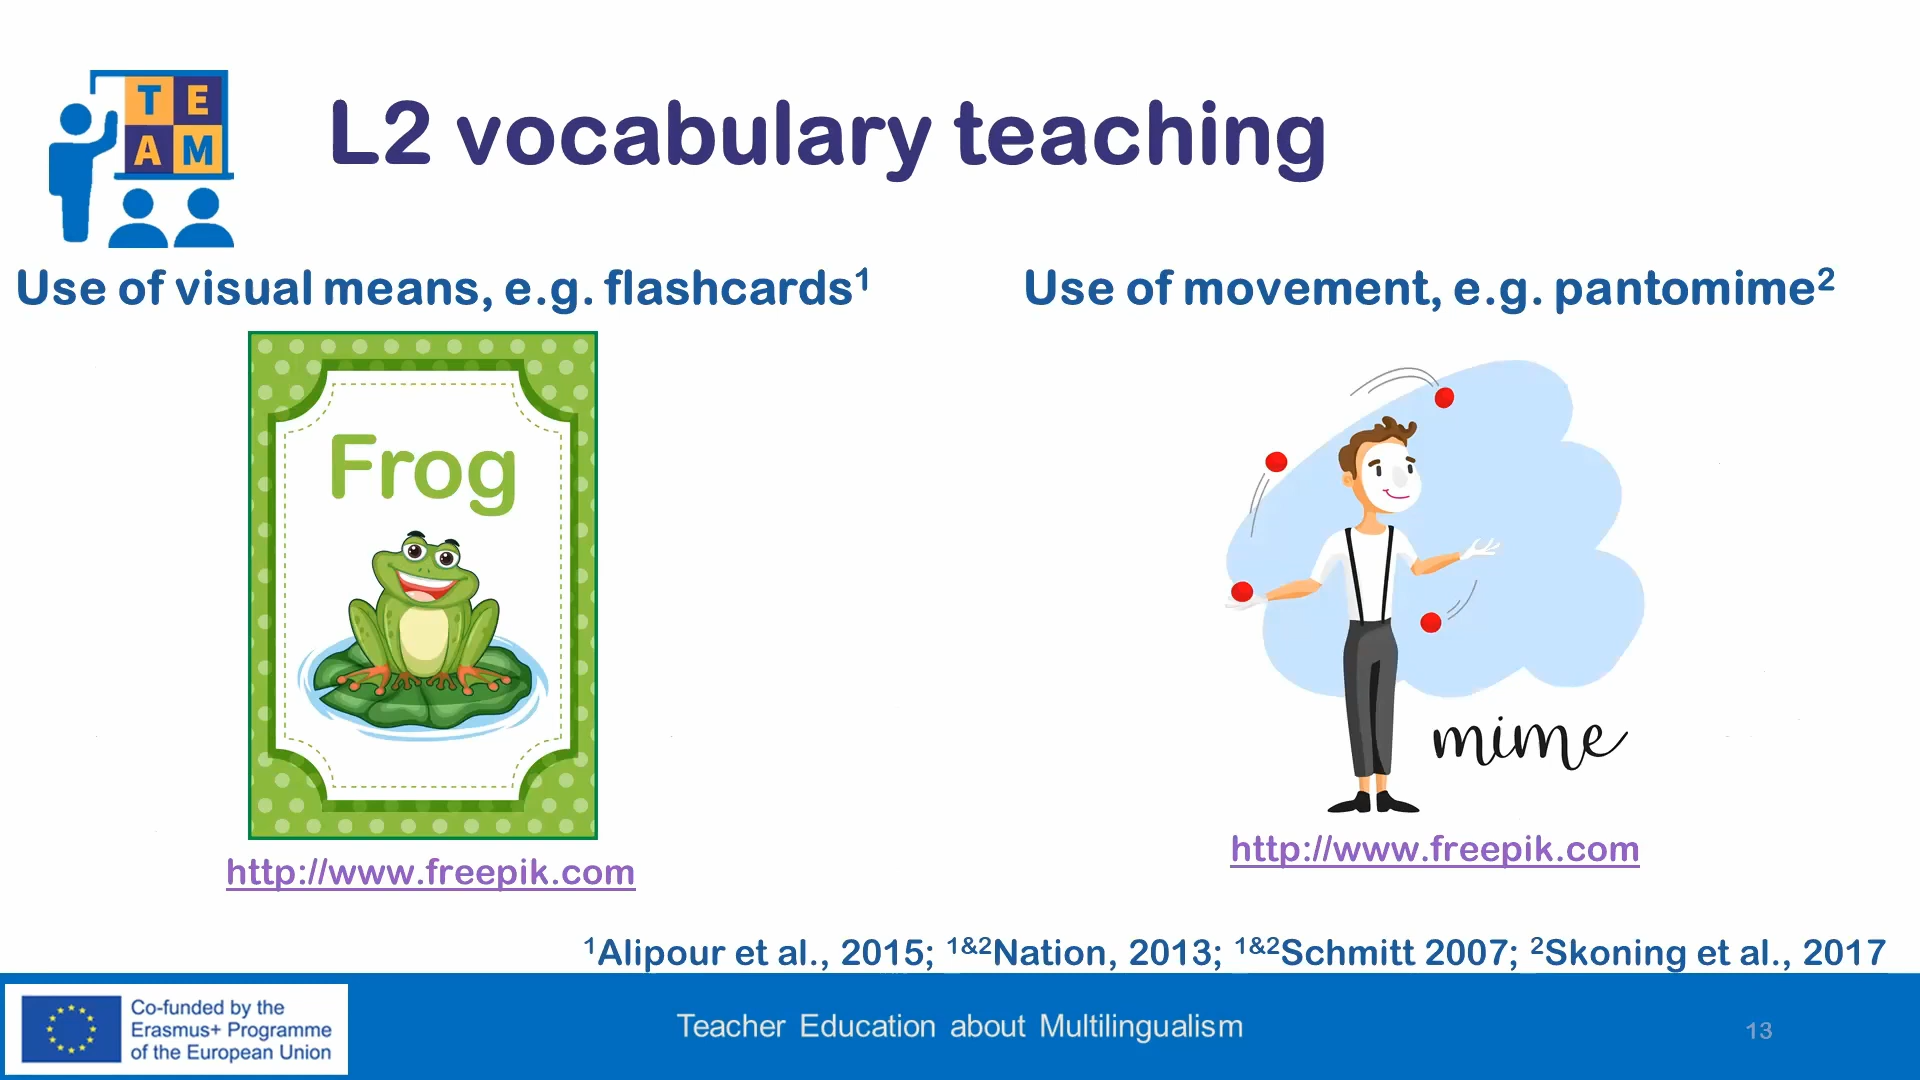 T E
A M
L2 vocabulary teaching
Use of visual means, e.g. flashcards¹
Use of movement, e.g. pantomime²
Frog
mime
http://www.freepik.com
http://www.freepik.com
¹Alipour et al., 2015; ¹&²Nation, 2013; ¹&²Schmitt 2007; ²Skoning et al., 2017
Co-funded by the
Erasmus+ Programme
of the European Union
Teacher Education about Multilingualism
13